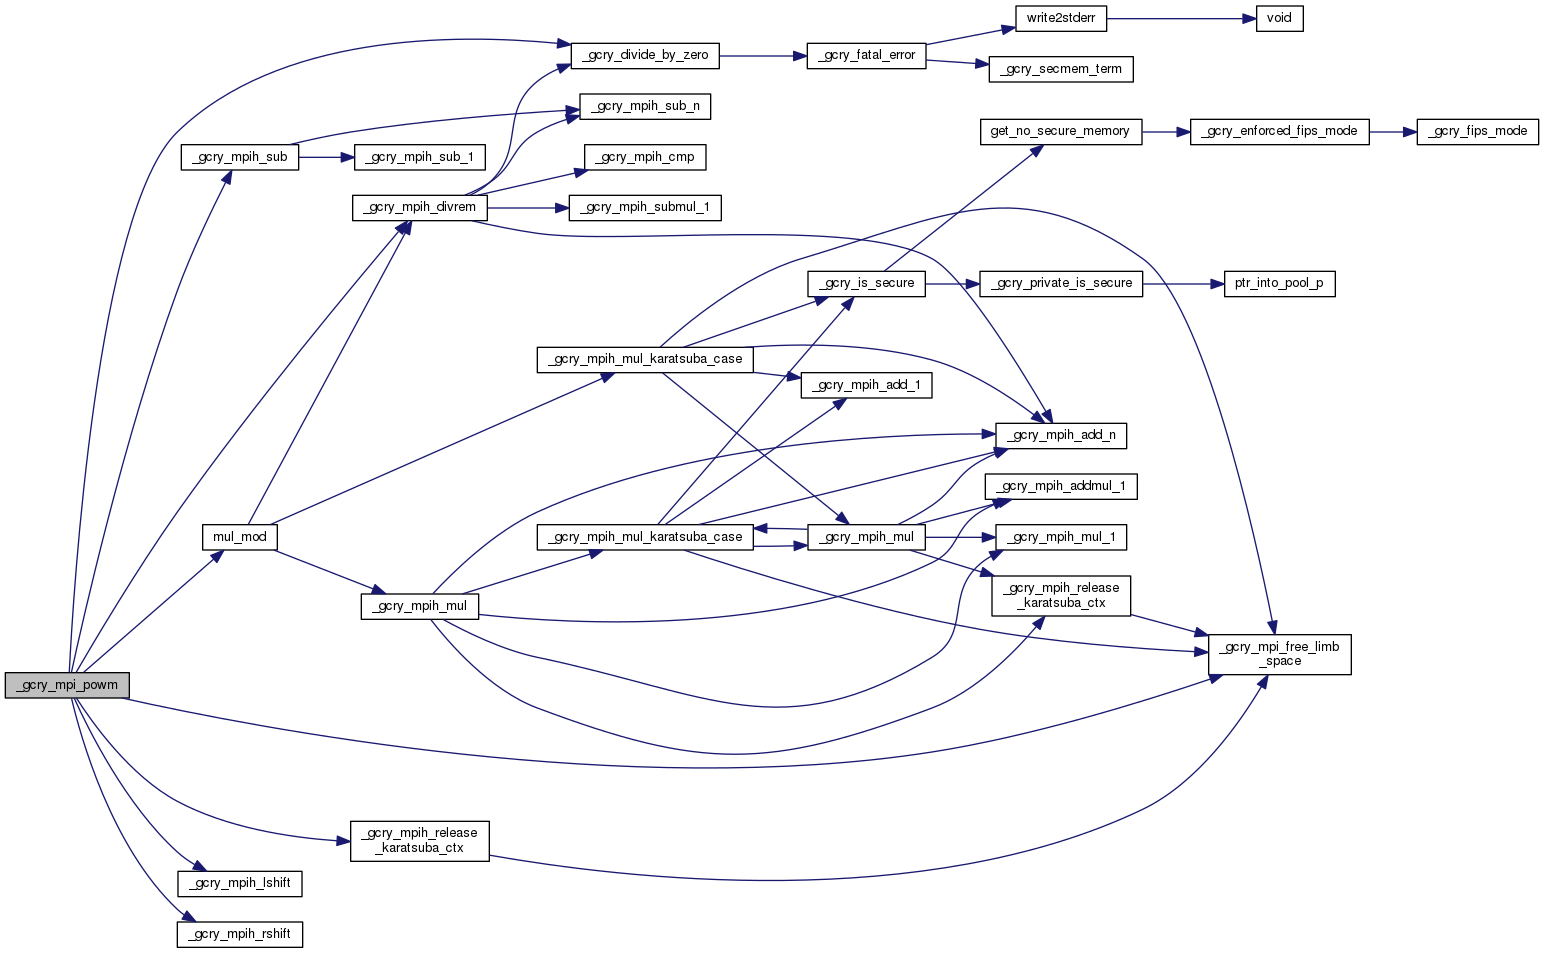 write2stderr
void
_gcry_divide_by_zero
_gcry_fatal_error
_gcry_secmem_term
_gcry_mpih_sub_n
get_no_secure_memory
_gcry_enforced_fips_mode
_gcry_fips_mode
_gcry_mpih_sub
_gcry_mpih_sub_1
_gcry_mpih_cmp
_gcry_mpih_divrem
_gcry_mpih_submul_1
_gcry_is_secure
_gcry_private_is_secure
ptr_into_pool_p
_gcry_mpih_mul_karatsuba_case
_gcry_mpih_add_1
_gcry_mpih_add_n
_gcry_mpih_addmul_1
mul_mod
_gcry_mpih_mul_karatsuba_case
_gcry_mpih_mul
_gcry_mpih_mul_1
_gcry_mpih_mul
_gcry_mpih_release
_karatsuba_ctx
_gcry_mpi_free_limb
_space
_gcry_mpi_powm
_gcry_mpih_release
_karatsuba_ctx
_gcry_mpih_lshift
_gcry_mpih_rshift